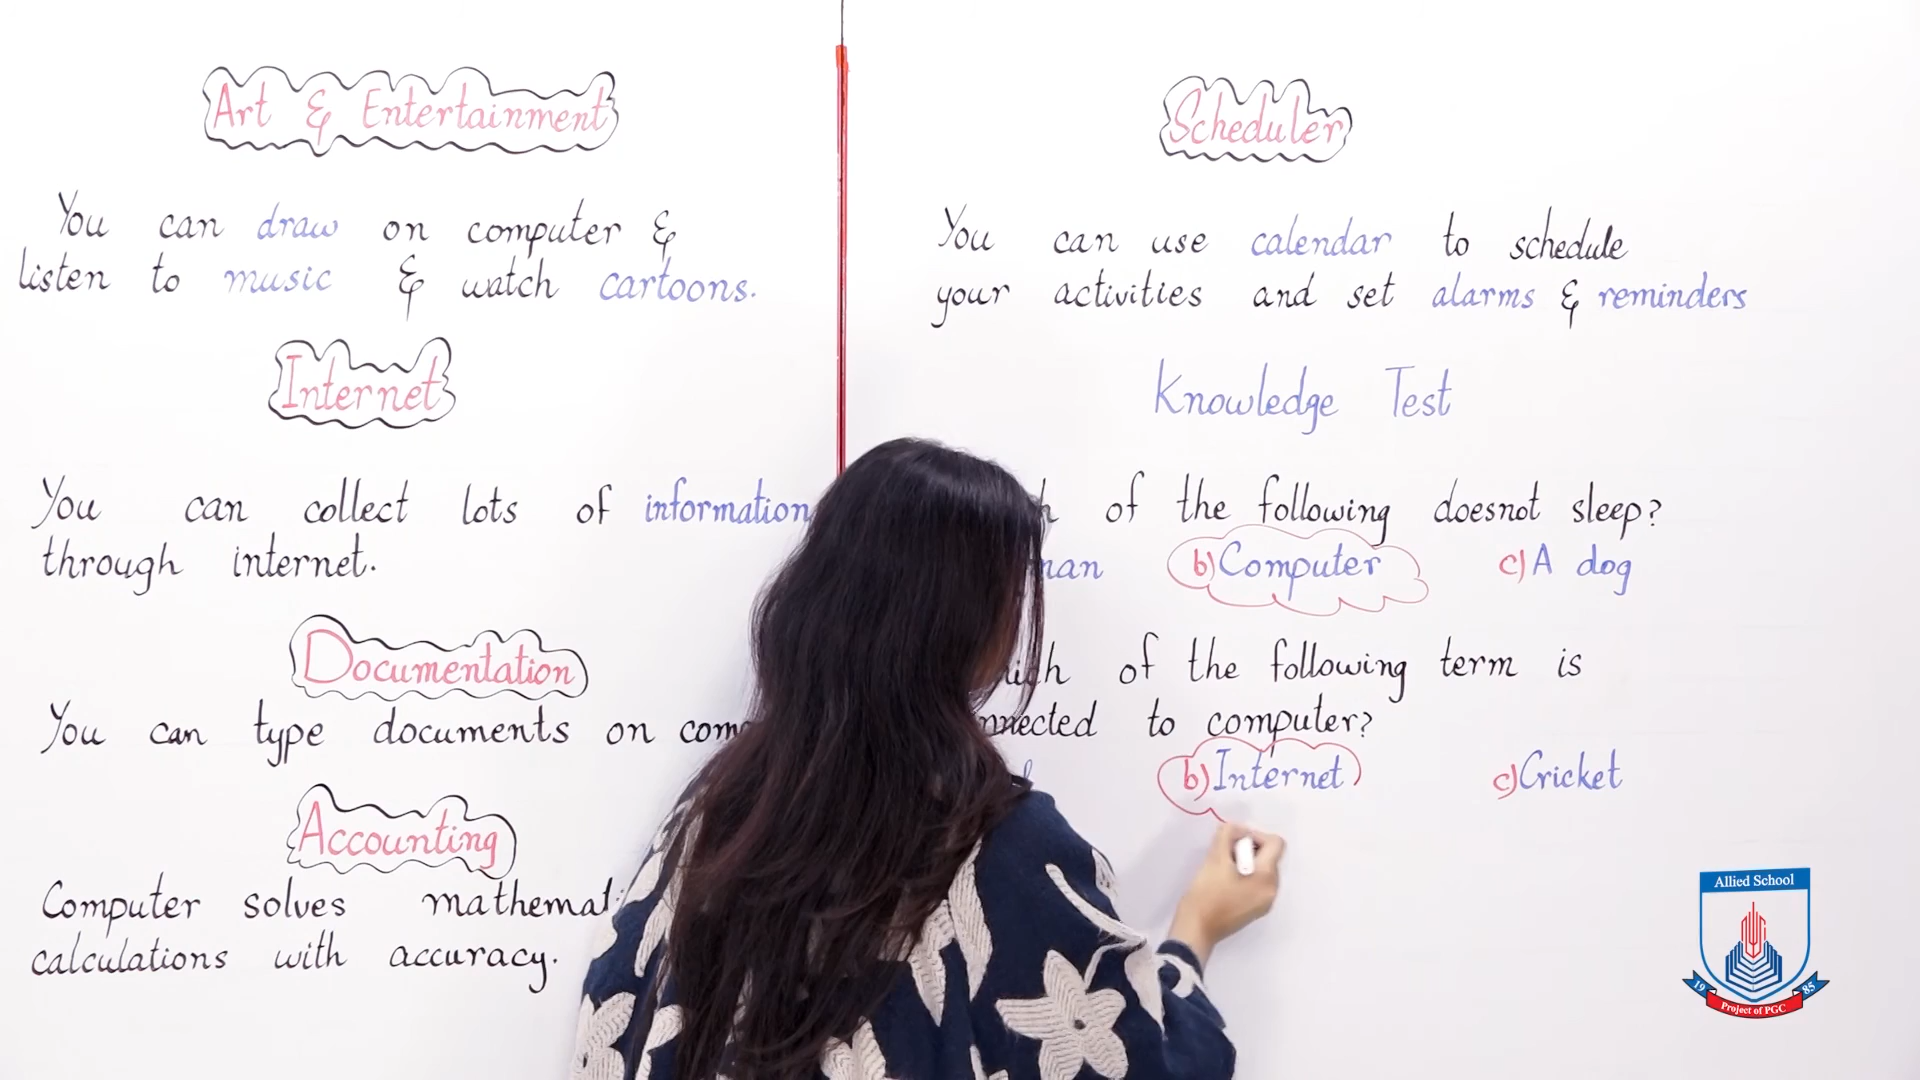 Art & Entertainment
You can draw on computer &
listen to music & watch cartoons.
Internet
You can collect lots of information
through internet.
Documentation
You can type documents on
Accounting
Computer solves
calculations with accuracy.
Scheduler
You can use calendar to schedule
your activities and set alarms & reminders
Knowledge Test
of the following doesnot sleep?
b) Computer c) A dog
of the following term is
to computer?
b) Internet c) Cricket
Allied School
19 85
Project of PGC